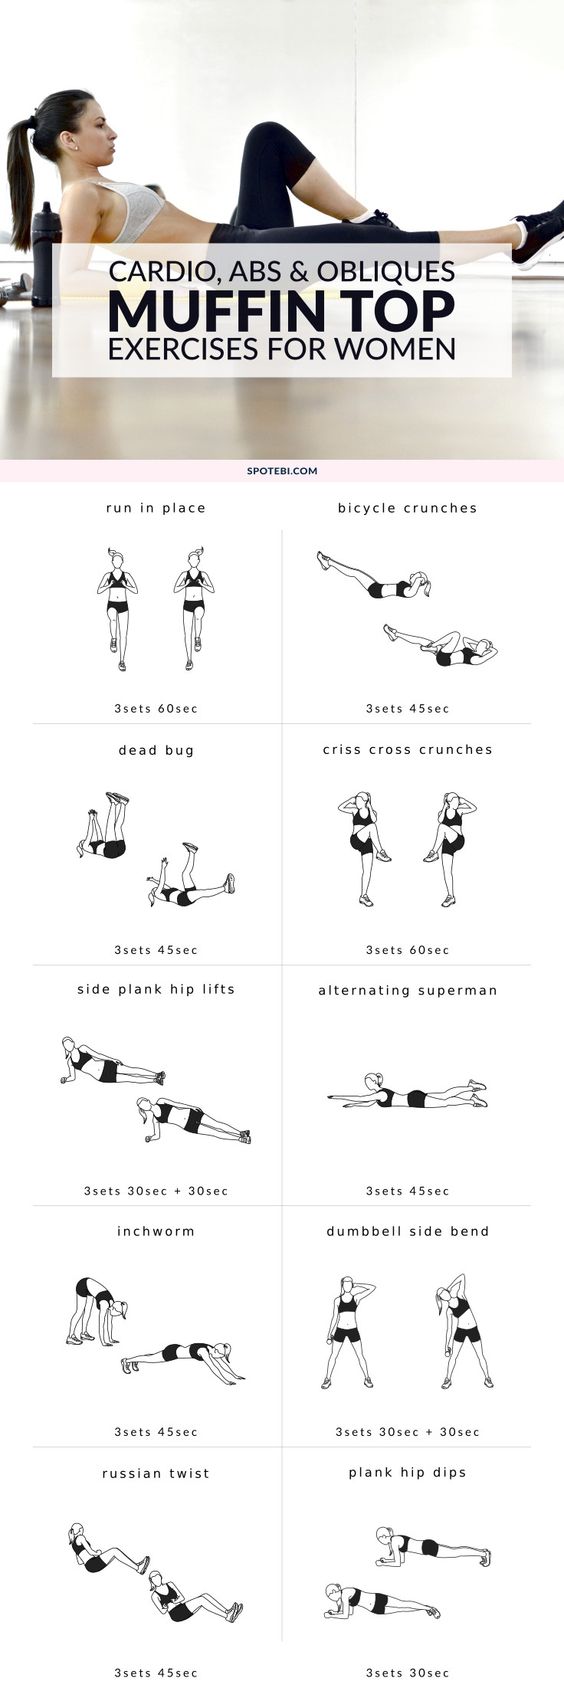 CARDIO, ABS & OBLIQUES
MUFFIN TOP
EXERCISES FOR WOMEN
SPOTEBI.COM
run in place
bicycle crunches
3sets 60sec
3sets 45sec
dead bug
criss cross crunches
3sets 45sec
3sets 60sec
side plank hip lifts
alternating superman
3sets 30sec + 30sec
3sets 45sec
inchworm
dumbbell side bend
3sets 45sec
3sets 30sec + 30sec
russian twist
plank hip dips
3sets 45sec
3sets 30sec